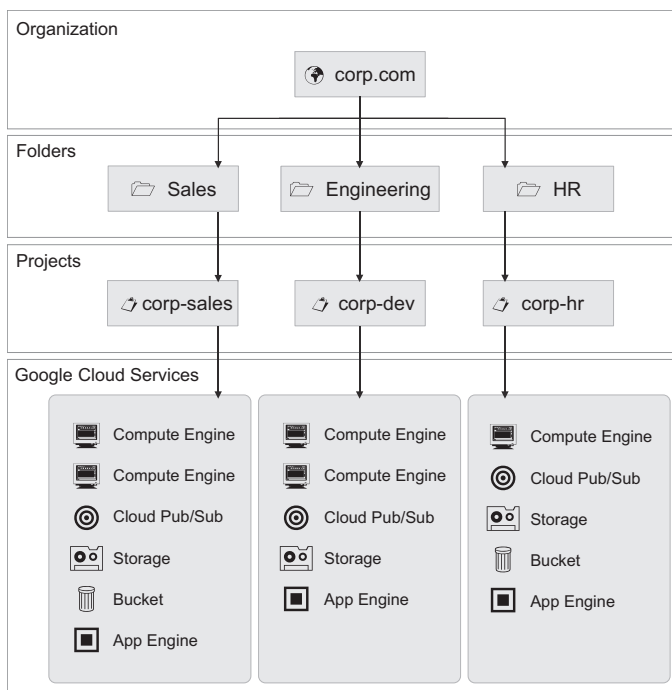 Organization
corp.com
Folders
Sales
Engineering
HR
Projects
corp-sales
corp-dev
corp-hr
Google Cloud Services
Compute Engine
Compute Engine
Cloud Pub/Sub
Storage
Bucket
App Engine
Compute Engine
Compute Engine
Cloud Pub/Sub
Storage
App Engine
Compute Engine
Cloud Pub/Sub
Storage
Bucket
App Engine